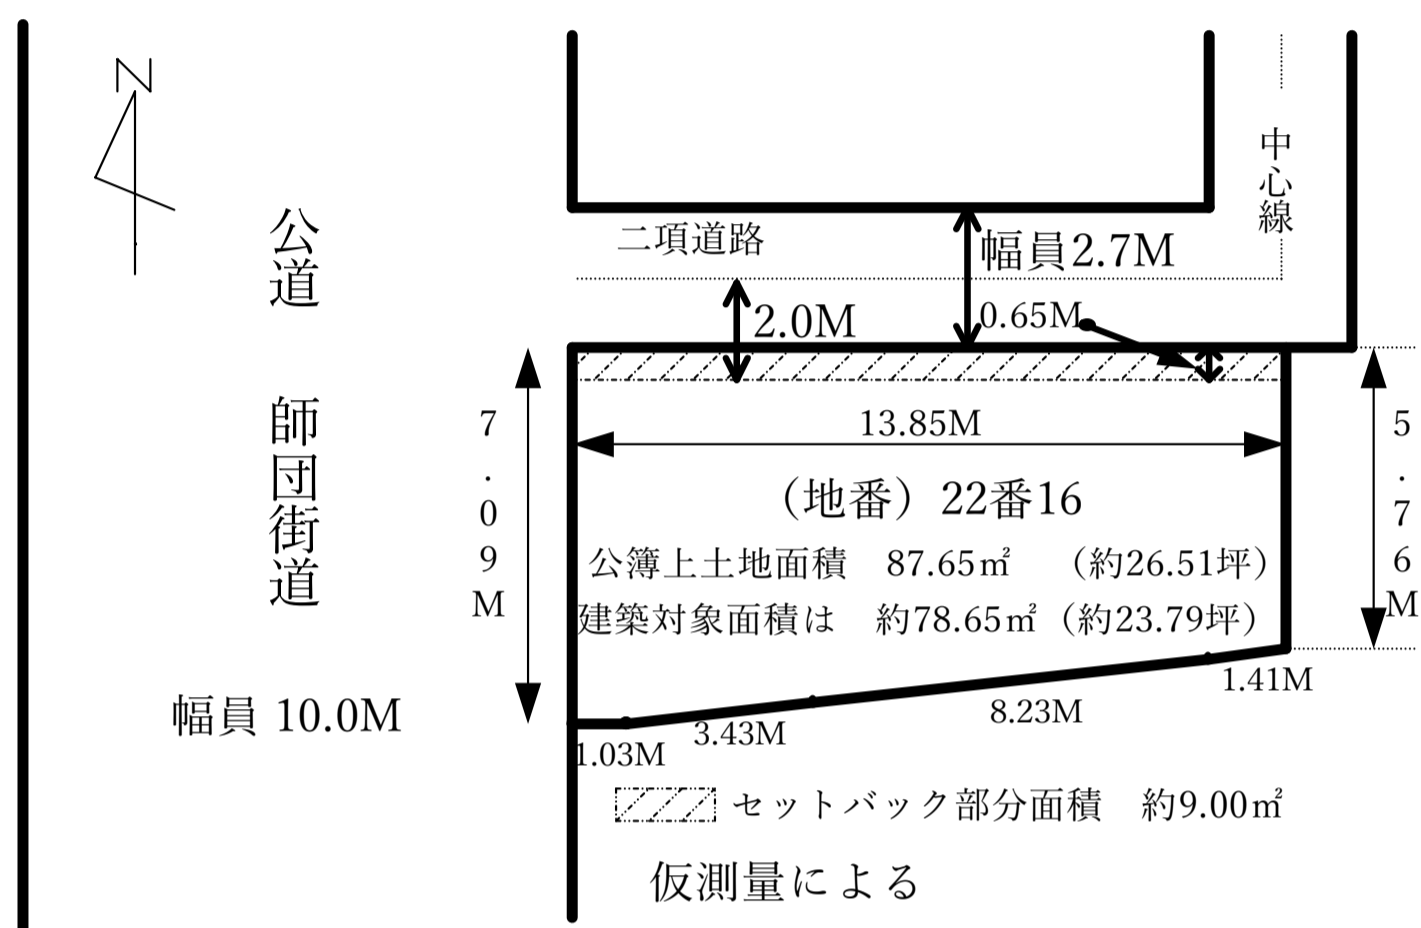 N
公道 師団街道
幅員 10.0M
中心線
二項道路
幅員2.7M
2.0M
0.65M
7.09M
13.85M
5.76M
（地番）22番16
公簿上土地面積 87.65㎡ （約26.51坪）
建築対象面積は 約78.65㎡（約23.79坪）
1.03M
3.43M
8.23M
1.41M
セットバック部分面積 約9.00㎡
仮測量による